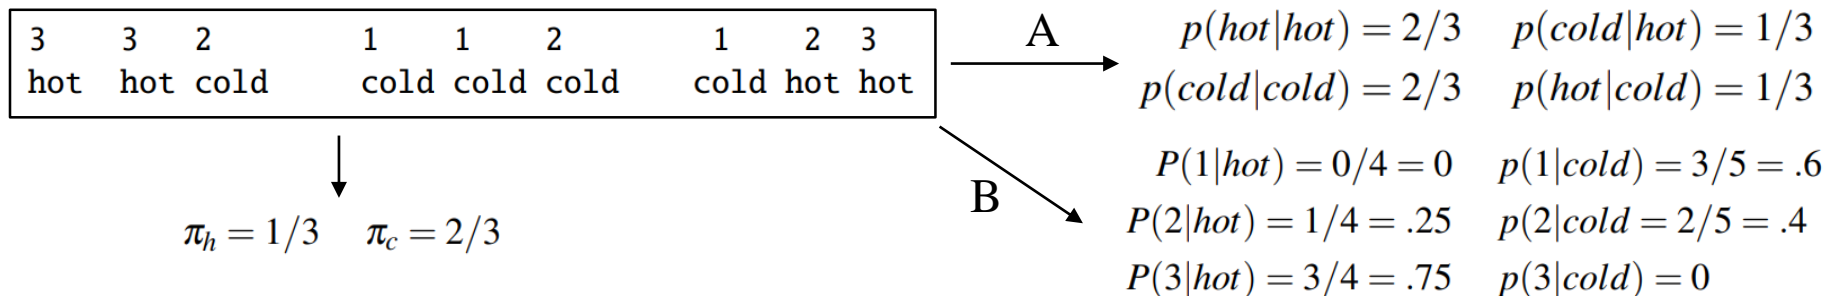 3 3 2 1 1 2 1 2 3
hot hot cold cold cold cold cold hot hot
A
p(hot|hot) = 2/3 p(cold|hot) = 1/3
p(cold|cold) = 2/3 p(hot|cold) = 1/3
B
P(1|hot) = 0/4 = 0 p(1|cold) = 3/5 = .6
P(2|hot) = 1/4 = .25 p(2|cold = 2/5 = .4
P(3|hot) = 3/4 = .75 p(3|cold) = 0
π_h = 1/3 π_c = 2/3